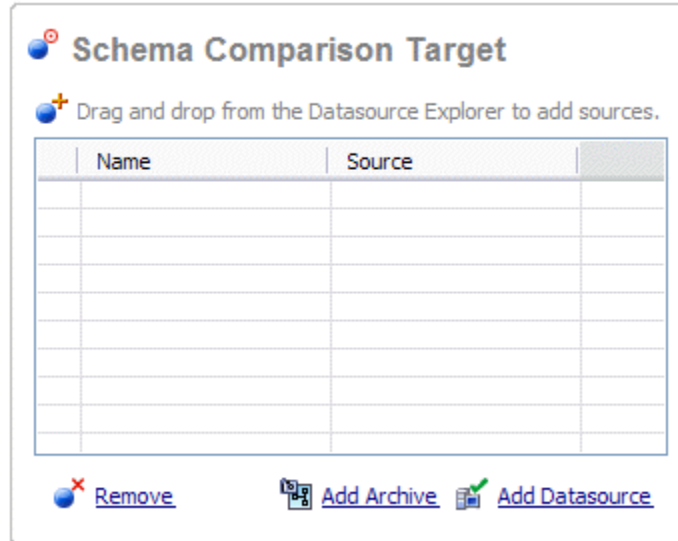 Schema Comparison Target
Drag and drop from the Datasource Explorer to add sources.
Name Source
Remove Add Archive Add Datasource